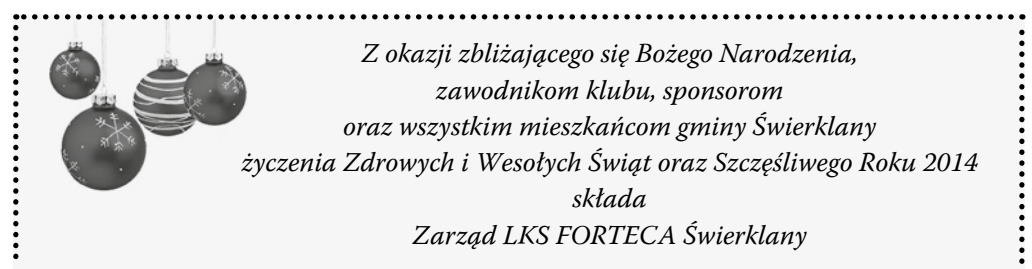 Z okazji zbliżającego się Bożego Narodzenia,
zawodnikom klubu, sponsorom
oraz wszystkim mieszkańcom gminy Świerklany
życzenia Zdrowych i Wesołych Świąt oraz Szczęśliwego Roku 2014
składa
Zarząd LKS FORTECA Świerklany